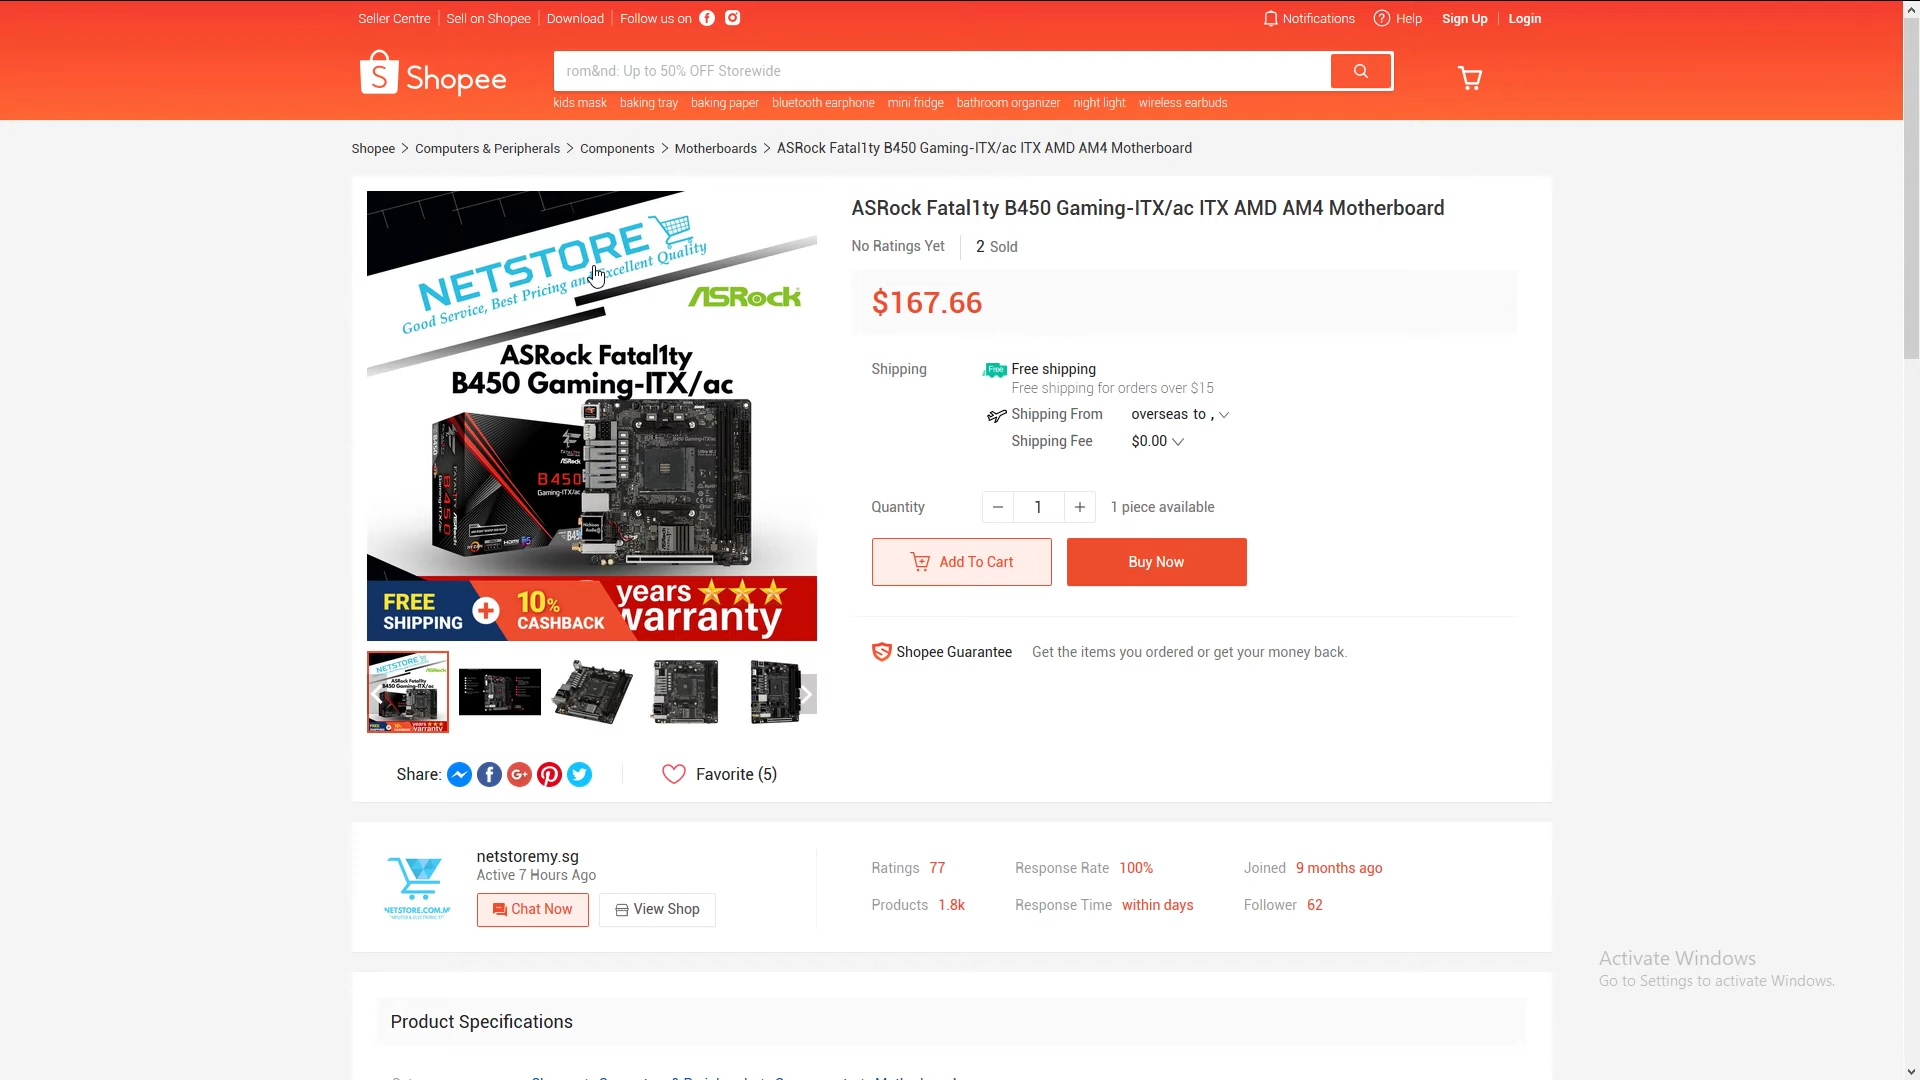 Seller Centre
Sell on Shopee
Download
Follow us on
Notifications
Help
Sign Up
Login
Shopee
rom&nd: Up to 50% OFF Storewide
kids mask baking tray baking paper bluetooth earphone mini fridge bathroom organizer night light wireless earbuds
Shopee > Computers & Peripherals > Components > Motherboards > ASRock Fatal1ty B450 Gaming-ITX/ac ITX AMD AM4 Motherboard
NETSTORE
Good Service, Best Pricing and Excellent Quality
ASRock
ASRock Fatal1ty
B450 Gaming-ITX/ac
B450
Gaming-ITX/ac
FREE SHIPPING
10% CASHBACK
years warranty
ASRock Fatal1ty B450 Gaming-ITX/ac ITX AMD AM4 Motherboard
No Ratings Yet
2 Sold
$167.66
Shipping
Free
Free shipping
Free shipping for orders over $15
Shipping From overseas to ,
Shipping Fee $0.00
Quantity
1
1 piece available
Add To Cart
Buy Now
Shopee Guarantee
Get the items you ordered or get your money back.
Share:
Favorite (5)
netstoremy.sg
Active 7 Hours Ago
Chat Now
View Shop
Ratings 77
Response Rate 100%
Joined 9 months ago
Products 1.8k
Response Time within days
Follower 62
Activate Windows
Go to Settings to activate Windows.
Product Specifications